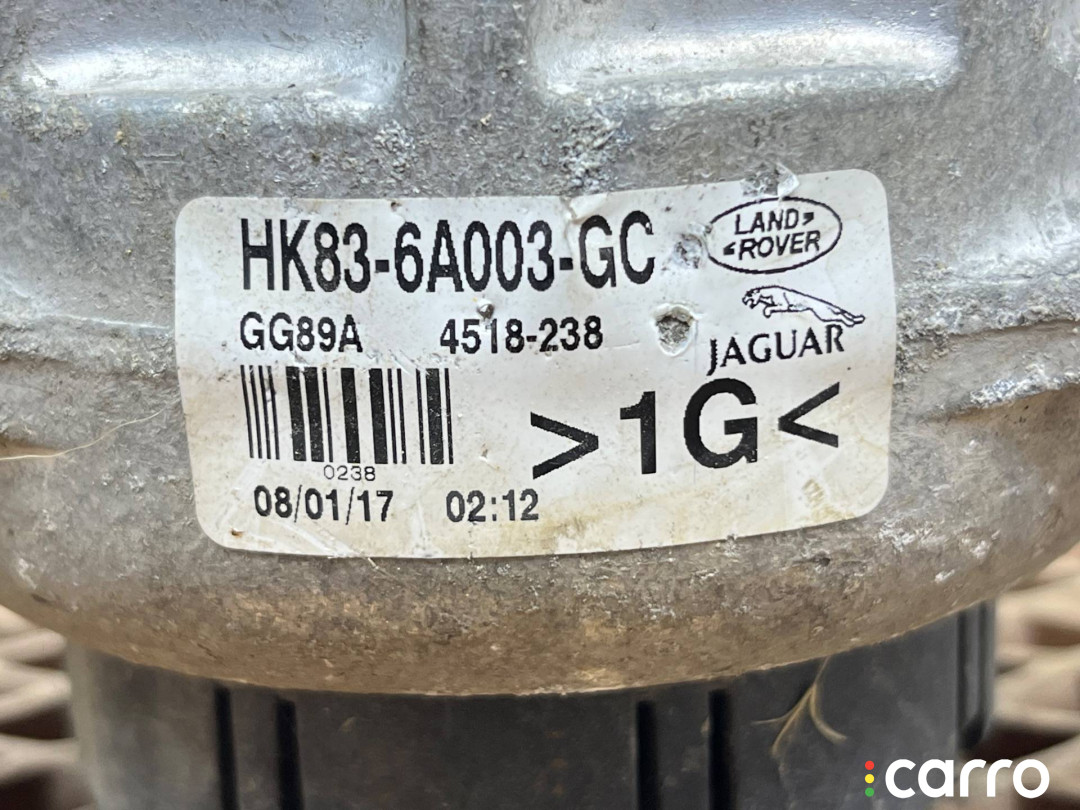 HK83-6A003-GC
LAND
ROVER
GG89A 4518-238
JAGUAR
>1G<
0238
08/01/17 02:12
carro